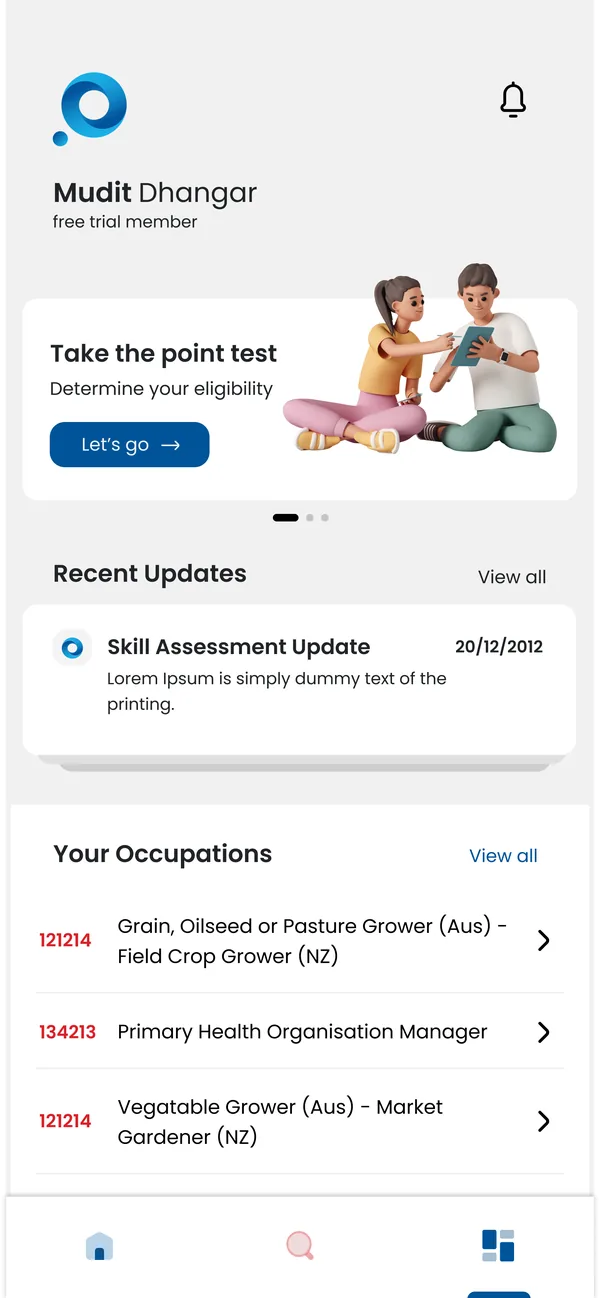 Mudit Dhangar
free trial member
Take the point test
Determine your eligibility
Let's go →
Recent Updates
View all
Skill Assessment Update
20/12/2012
Lorem Ipsum is simply dummy text of the
printing.
Your Occupations
View all
121214
Grain, Oilseed or Pasture Grower (Aus) -
Field Crop Grower (NZ)
134213
Primary Health Organisation Manager
121214
Vegatable Grower (Aus) - Market
Gardener (NZ)